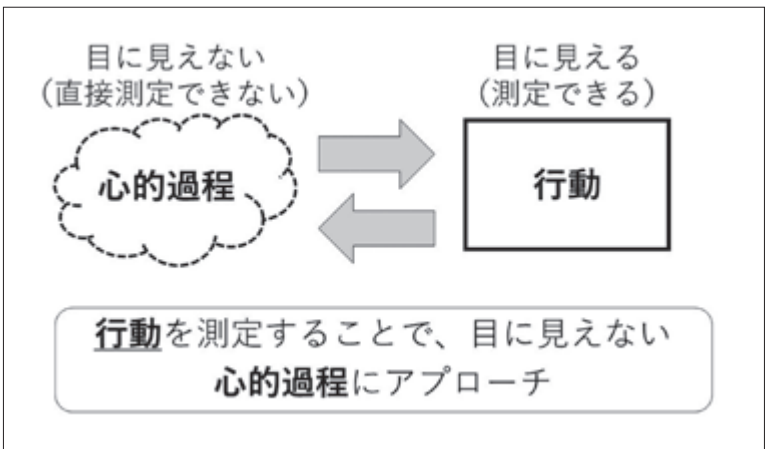 目に見えない
（直接測定できない）
心的過程
目に見える
（測定できる）
行動
行動を測定することで、目に見えない
心的過程にアプローチ